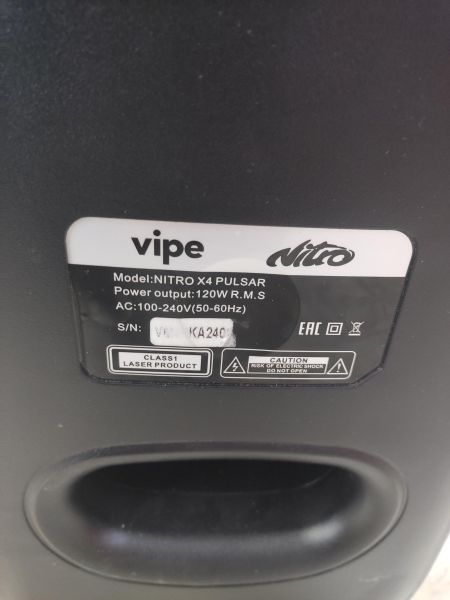 vipe Nitro
Model:NITRO X4 PULSAR
Power output:120W R.M.S
AC:100-240V(50-60Hz)
S/N:
EAC
CLASS1
LASER PRODUCT
CAUTION
RISK OF ELECTRIC SHOCK
DO NOT OPEN